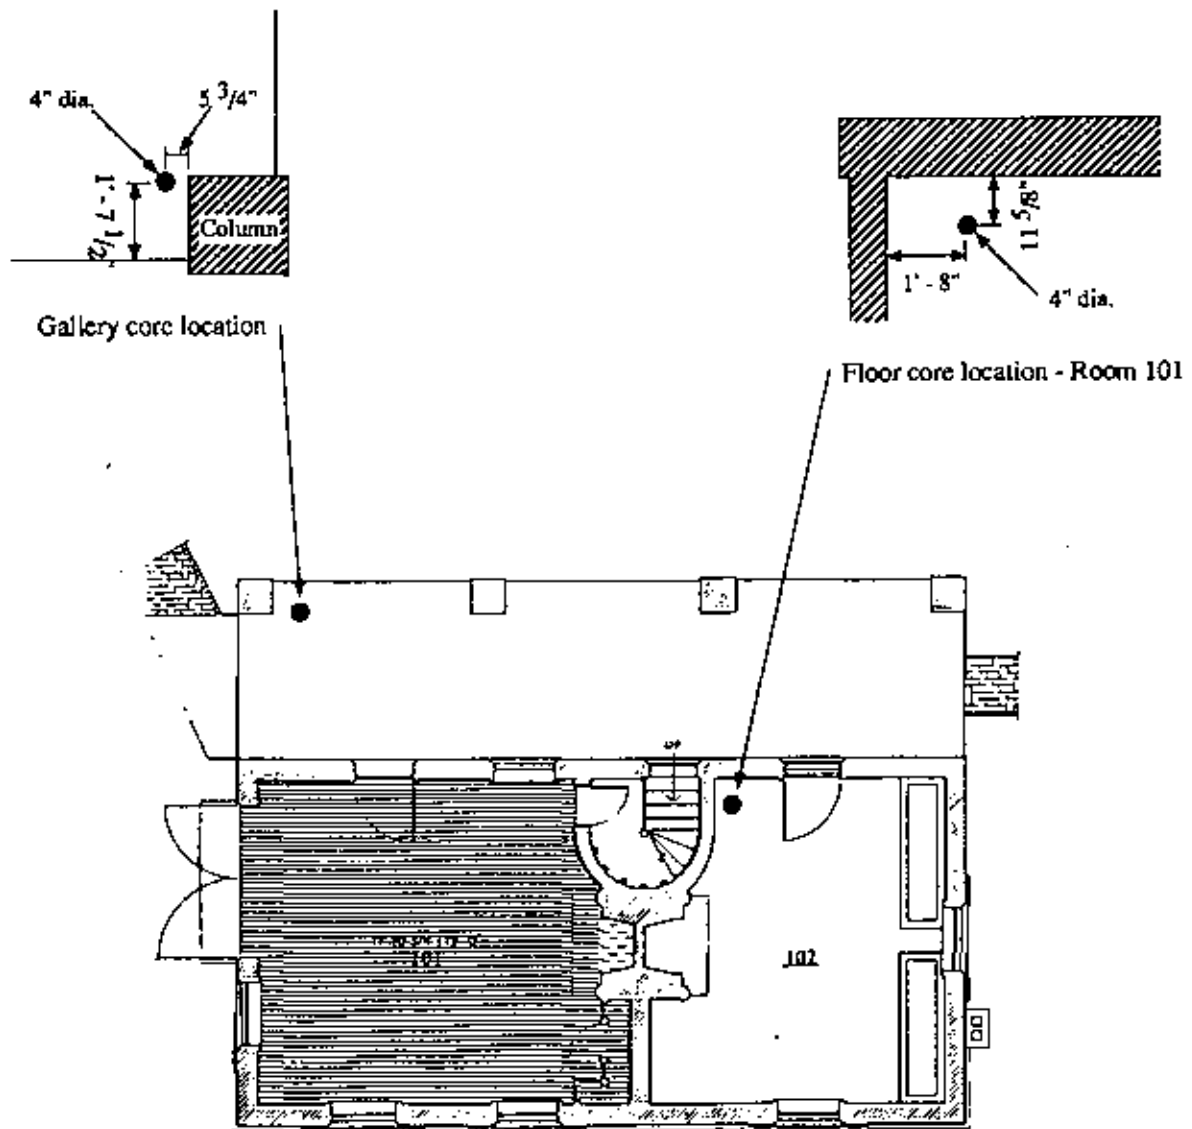 4" dia.
5 3/4"
1' - 7 1/2"
Column
Gallery core location
11 5/8"
1' - 8"
4" dia.
Floor core location - Room 101
101
102